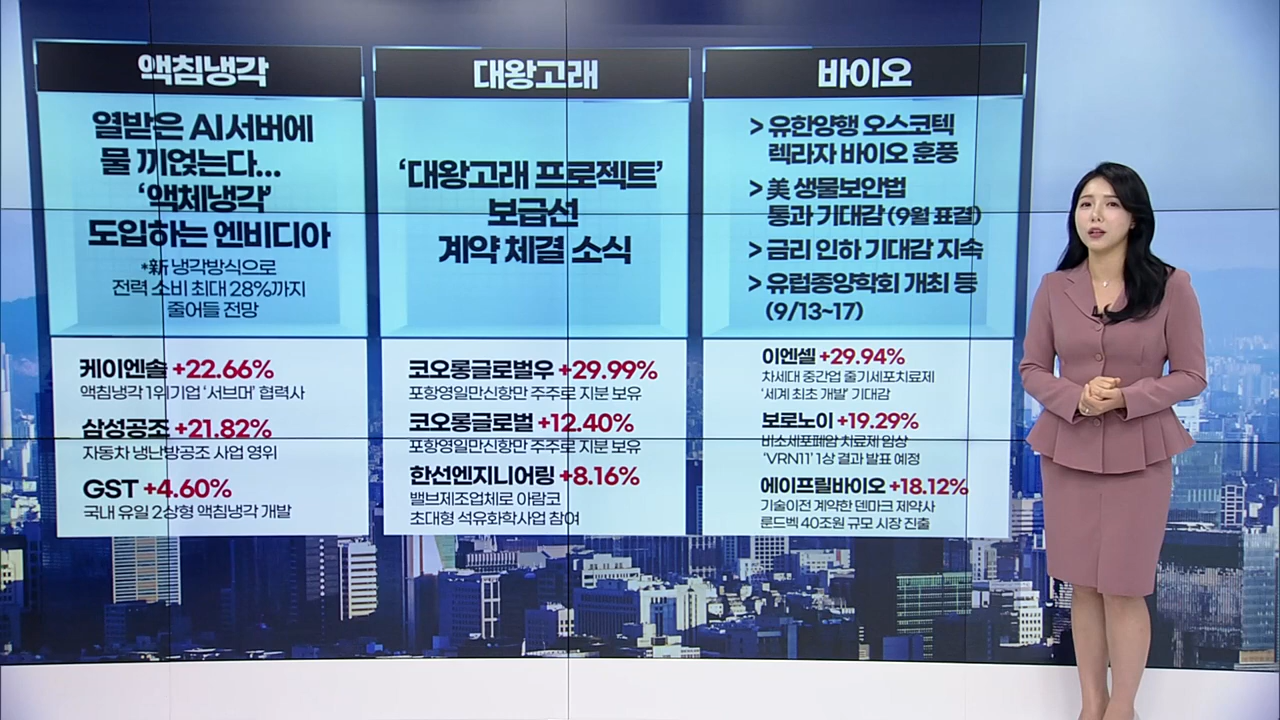 액침냉각
열받은 AI서버에
물 끼얹는다...
‘액체냉각’
도입하는 엔비디아
*新 냉각방식으로
전력 소비 최대 28%까지
줄어들 전망
케이엔솔 +22.66%
액침냉각 1위기업 ‘서브머’ 협력사
삼성공조 +21.82%
자동차 냉난방공조 사업 영위
GST +4.60%
국내 유일 2상형 액침냉각 개발
대왕고래
‘대왕고래 프로젝트’
보급선
계약 체결 소식
코오롱글로벌우 +29.99%
포항영일만신항만 주주로 지분 보유
코오롱글로벌 +12.40%
포항영일만신항만 주주로 지분 보유
한선엔지니어링 +8.16%
밸브제조업체로 아람코
초대형 석유화학사업 참여
바이오
> 유한양행 오스코텍
렉라자 바이오 훈풍
> 美 생물보안법
통과 기대감 (9월 표결)
> 금리 인하 기대감 지속
> 유럽종양학회 개최 등
(9/13~17)
이엔셀 +29.94%
차세대 중간엽 줄기세포치료제
‘세계 최초 개발’ 기대감
보로노이 +19.29%
비소세포폐암 치료제 임상
‘VRN11’ 1상 결과 발표 예정
에이프릴바이오 +18.12%
기술이전 계약한 덴마크 제약사
룬드벡 40조원 규모 시장 진출